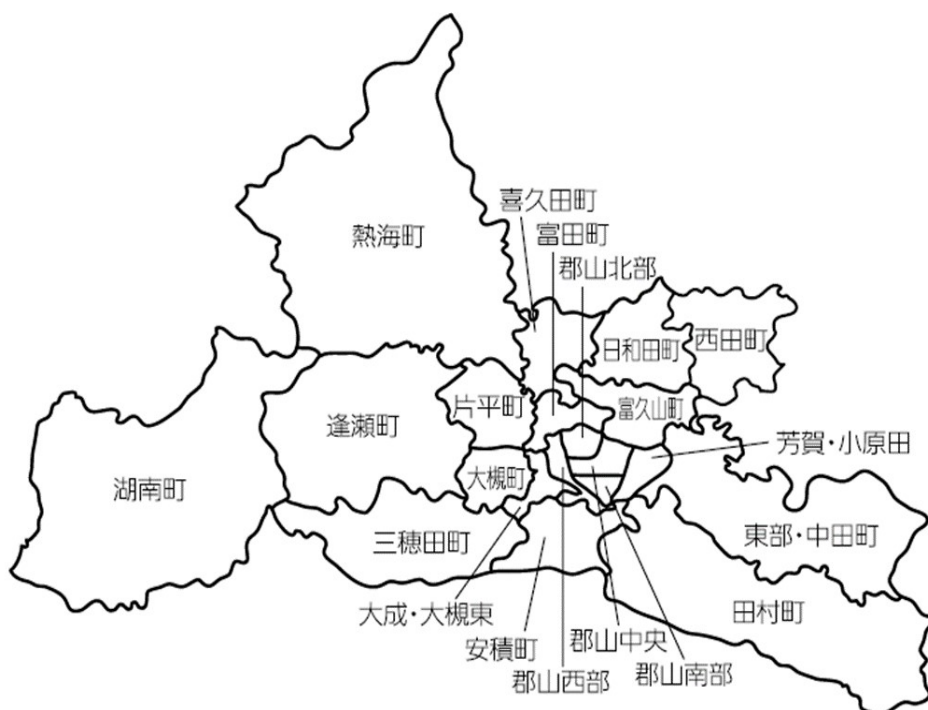 喜久田町
熱海町
富田町
郡山北部
日和田町
西田町
片平町
富久山町
逢瀬町
芳賀・小原田
大槻町
湖南町
三穂田町
東部・中田町
大成・大槻東
田村町
安積町
郡山中央
郡山西部
郡山南部